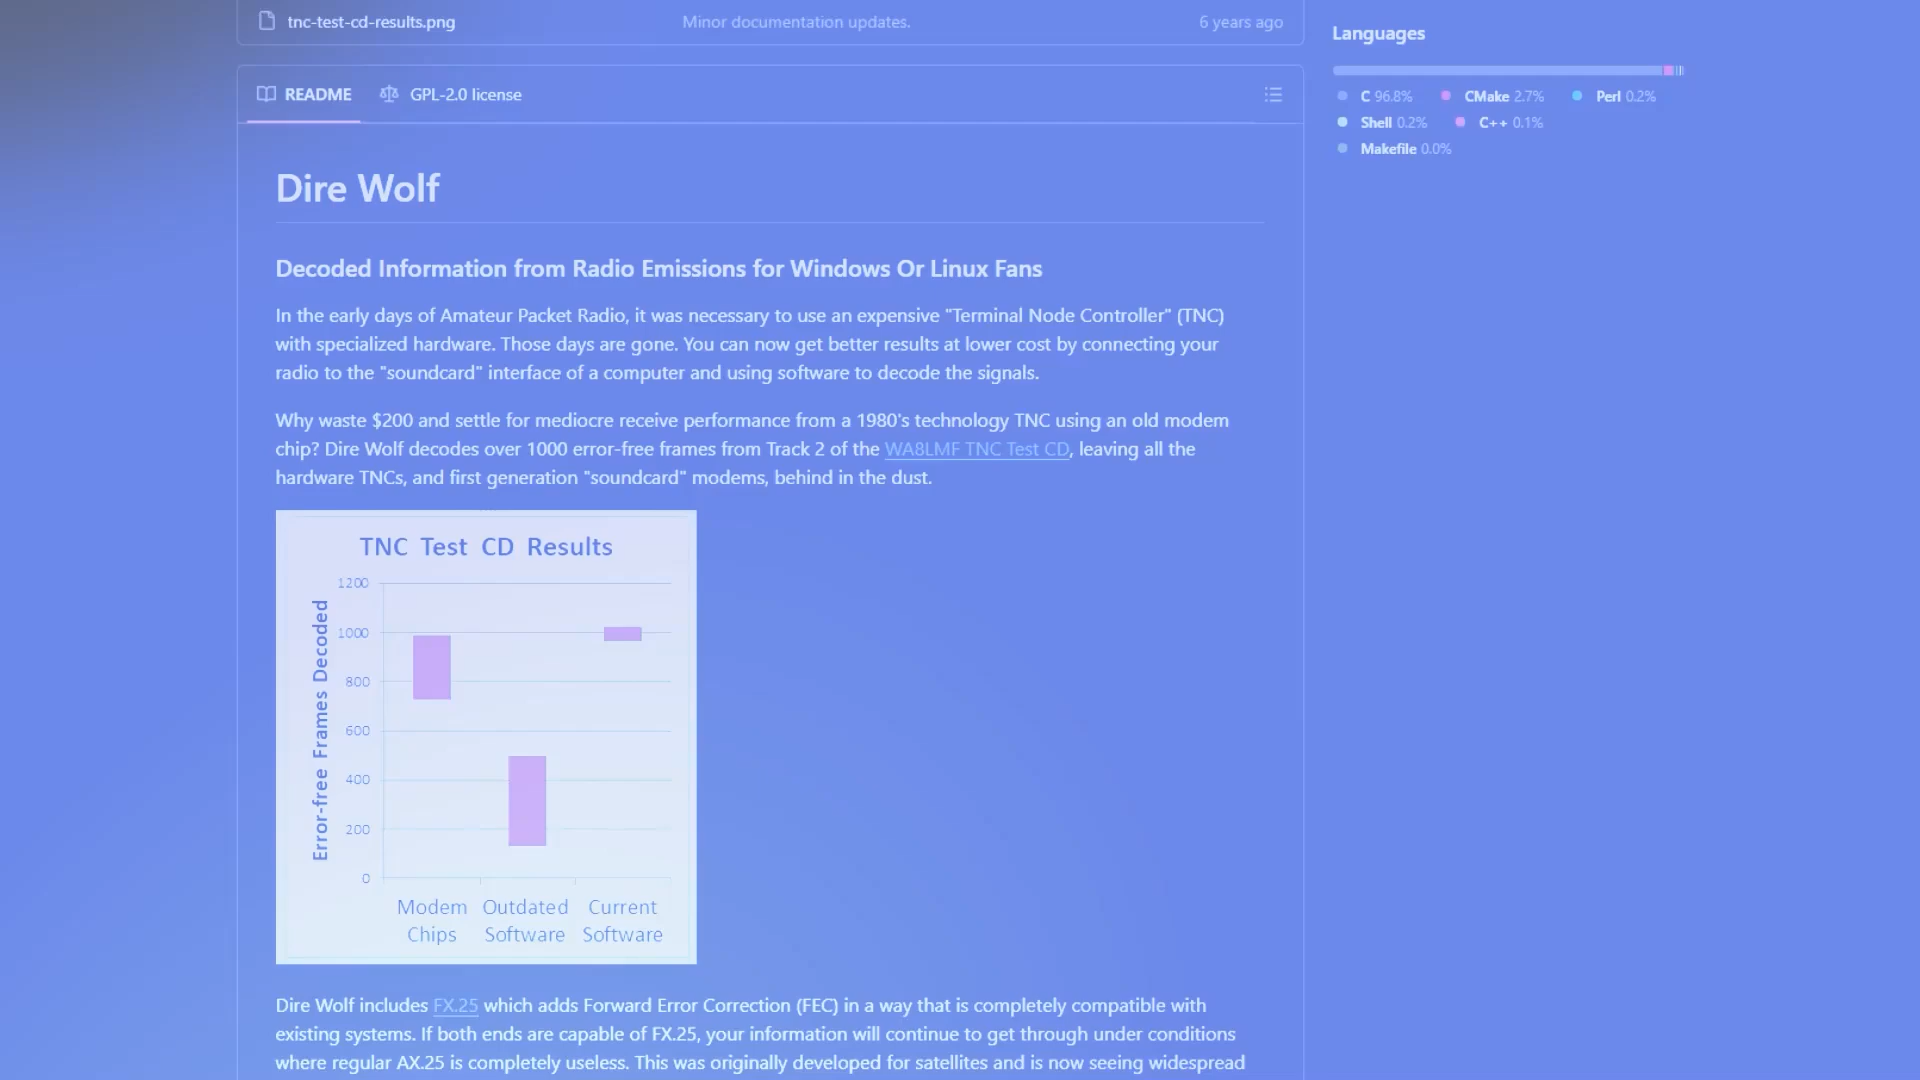 tnc-test-cd-results.png Minor documentation updates. 6 years ago
README GPL-2.0 license
Dire Wolf
Decoded Information from Radio Emissions for Windows Or Linux Fans
In the early days of Amateur Packet Radio, it was necessary to use an expensive "Terminal Node Controller" (TNC)
with specialized hardware. Those days are gone. You can now get better results at lower cost by connecting your
radio to the "soundcard" interface of a computer and using software to decode the signals.
Why waste $200 and settle for mediocre receive performance from a 1980's technology TNC using an old modem
chip? Dire Wolf decodes over 1000 error-free frames from Track 2 of the WA8LMF TNC Test CD, leaving all the
hardware TNCs, and first generation "soundcard" modems, behind in the dust.
TNC Test CD Results
Error-free Frames Decoded
1200
1000
800
600
400
200
0
Modem Outdated Current
Chips Software Software
Dire Wolf includes FX.25 which adds Forward Error Correction (FEC) in a way that is completely compatible with
existing systems. If both ends are capable of FX.25, your information will continue to get through under conditions
where regular AX.25 is completely useless. This was originally developed for satellites and is now seeing widespread
Languages
C 96.8% CMake 2.7% Perl 0.2%
Shell 0.2% C++ 0.1%
Makefile 0.0%